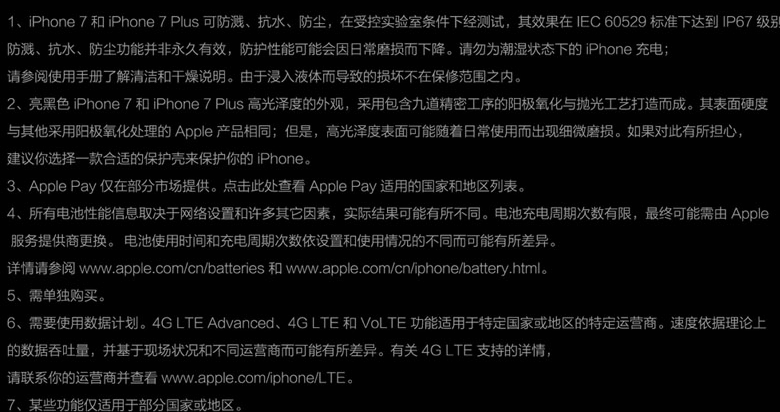 1、iPhone 7 和 iPhone 7 Plus 可防溅、抗水、防尘，在受控实验室条件下经测试，其效果在 IEC 60529 标准下达到 IP67 级别
防溅、抗水、防尘功能并非永久有效，防护性能可能会因日常磨损而下降。请勿为潮湿状态下的 iPhone 充电；
请参阅使用手册了解清洁和干燥说明。由于浸入液体而导致的损坏不在保修范围之内。
2、亮黑色 iPhone 7 和 iPhone 7 Plus 高光泽度的外观，采用包含九道精密工序的阳极氧化与抛光工艺打造而成。其表面硬度
与其他采用阳极氧化处理的 Apple 产品相同；但是，高光泽度表面可能随着日常使用而出现细微磨损。如果对此有所担心，
建议你选择一款合适的保护壳来保护你的 iPhone。
3、Apple Pay 仅在部分市场提供。点击此处查看 Apple Pay 适用的国家和地区列表。
4、所有电池性能信息取决于网络设置和许多其它因素，实际结果可能有所不同。电池充电周期次数有限，最终可能需由 Apple
服务提供商更换。 电池使用时间和充电周期次数依设置和使用情况的不同而可能有所差异。
详情请参阅 www.apple.com/cn/batteries 和 www.apple.com/cn/iphone/battery.html。
5、需单独购买。
6、需要使用数据计划。4G LTE Advanced、4G LTE 和 VoLTE 功能适用于特定国家或地区的特定运营商。速度依据理论上
的数据吞吐量，并基于现场状况和不同运营商而可能有所差异。有关 4G LTE 支持的详情，
请联系你的运营商并查看 www.apple.com/iphone/LTE。
7、某些功能仅适用于部分国家或地区。